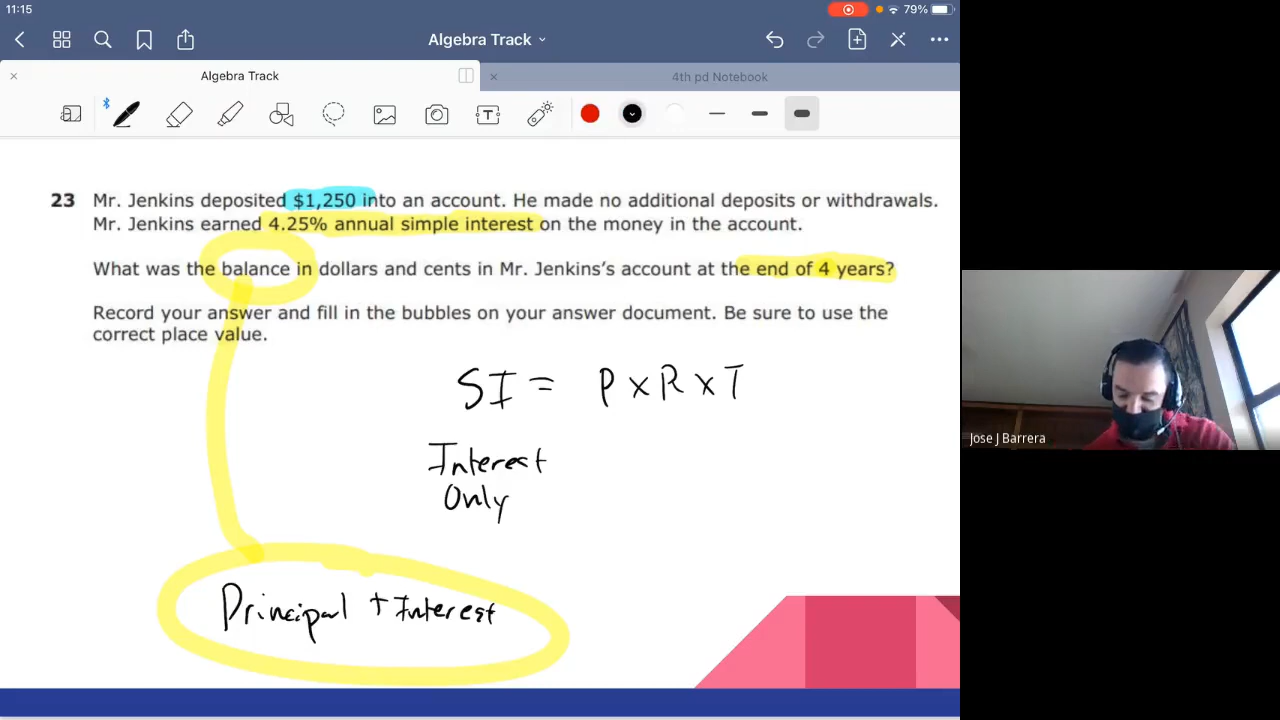 11:15
79%
Algebra Track
Algebra Track
4th pd Notebook
T
23 Mr. Jenkins deposited $1,250 into an account. He made no additional deposits or withdrawals.
Mr. Jenkins earned 4.25% annual simple interest on the money in the account.
What was the balance in dollars and cents in Mr. Jenkins's account at the end of 4 years?
Record your answer and fill in the bubbles on your answer document. Be sure to use the
correct place value.
SI = P x R x T
Interest
Only
Jose J Barrera
Principal + Interest